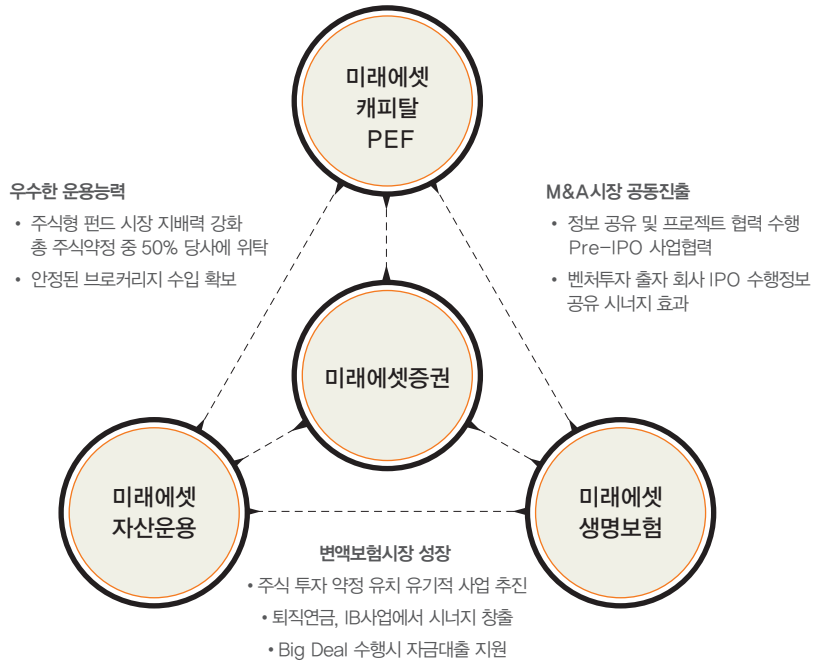 미래에셋
캐피탈
PEF
우수한 운용능력
• 주식형 펀드 시장 지배력 강화
총 주식약정 중 50% 당사에 위탁
• 안정된 브로커리지 수입 확보
M&A시장 공동진출
• 정보 공유 및 프로젝트 협력 수행
Pre-IPO 사업협력
• 벤처투자 출자 회사 IPO 수행정보
공유 시너지 효과
미래에셋증권
미래에셋
자산운용
미래에셋
생명보험
변액보험시장 성장
• 주식 투자 약정 유치 유기적 사업 추진
• 퇴직연금, IB사업에서 시너지 창출
• Big Deal 수행시 자금대출 지원